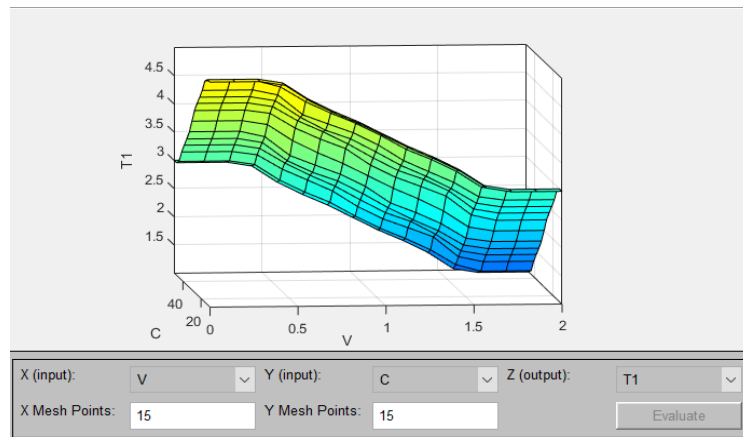 4.5
4
3.5
3
2.5
2
1.5
T1
40
20
C
0
0.5
1
1.5
2
V
X (input): V Y (input): C Z (output): T1
X Mesh Points: 15 Y Mesh Points: 15 Evaluate